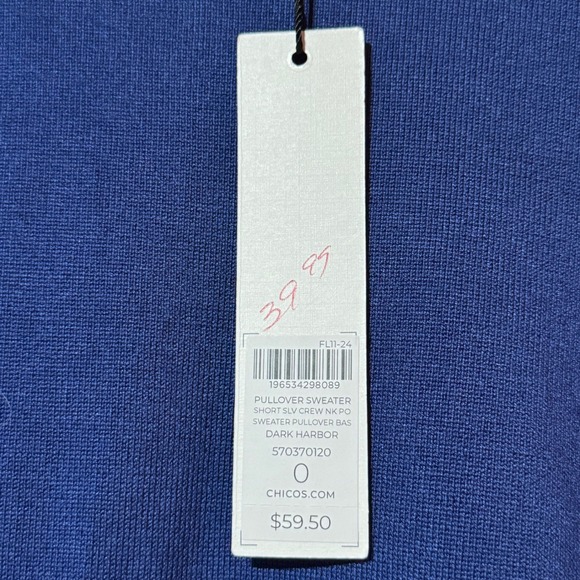 39 99
FL11-24
196534298089
PULLOVER SWEATER
SHORT SLV CREW NK PO
SWEATER PULLOVER BAS
DARK HARBOR
570370120
0
CHICOS.COM
$59.50